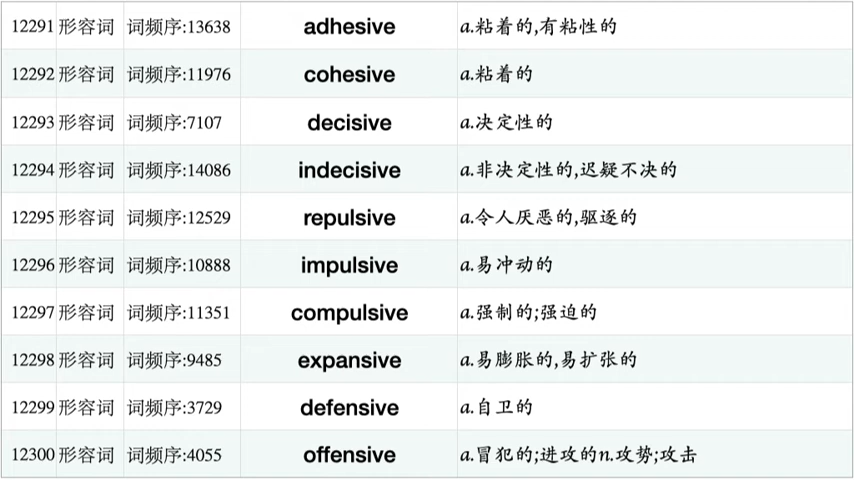 12291 形容词 词频序:13638 adhesive a.粘着的,有粘性的
12292 形容词 词频序:11976 cohesive a.粘着的
12293 形容词 词频序:7107 decisive a.决定性的
12294 形容词 词频序:14086 indecisive a.非决定性的,迟疑不决的
12295 形容词 词频序:12529 repulsive a.令人厌恶的,驱逐的
12296 形容词 词频序:10888 impulsive a.易冲动的
12297 形容词 词频序:11351 compulsive a.强制的;强迫的
12298 形容词 词频序:9485 expansive a.易膨胀的,易扩张的
12299 形容词 词频序:3729 defensive a.自卫的
12300 形容词 词频序:4055 offensive a.冒犯的;进攻的n.攻势;攻击